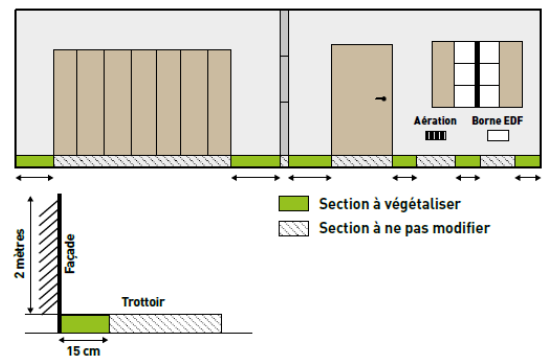 Aération
Borne EDF
Section à végétaliser
Section à ne pas modifier
2 mètres
Façade
Trottoir
15 cm